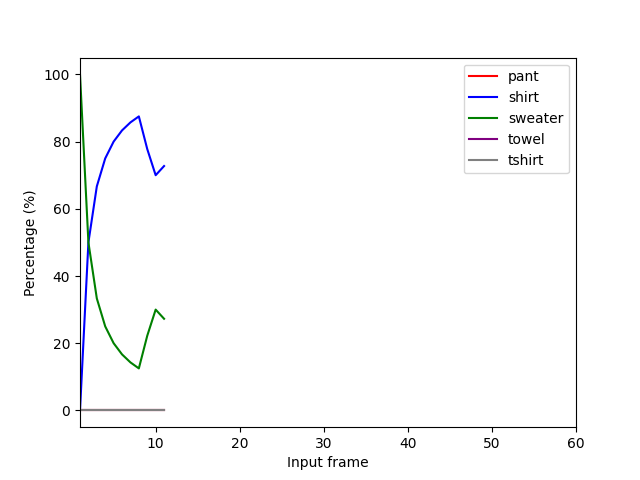 100
80
60
40
20
0
Percentage (%)
10 20 30 40 50 60
Input frame
pant
shirt
sweater
towel
tshirt